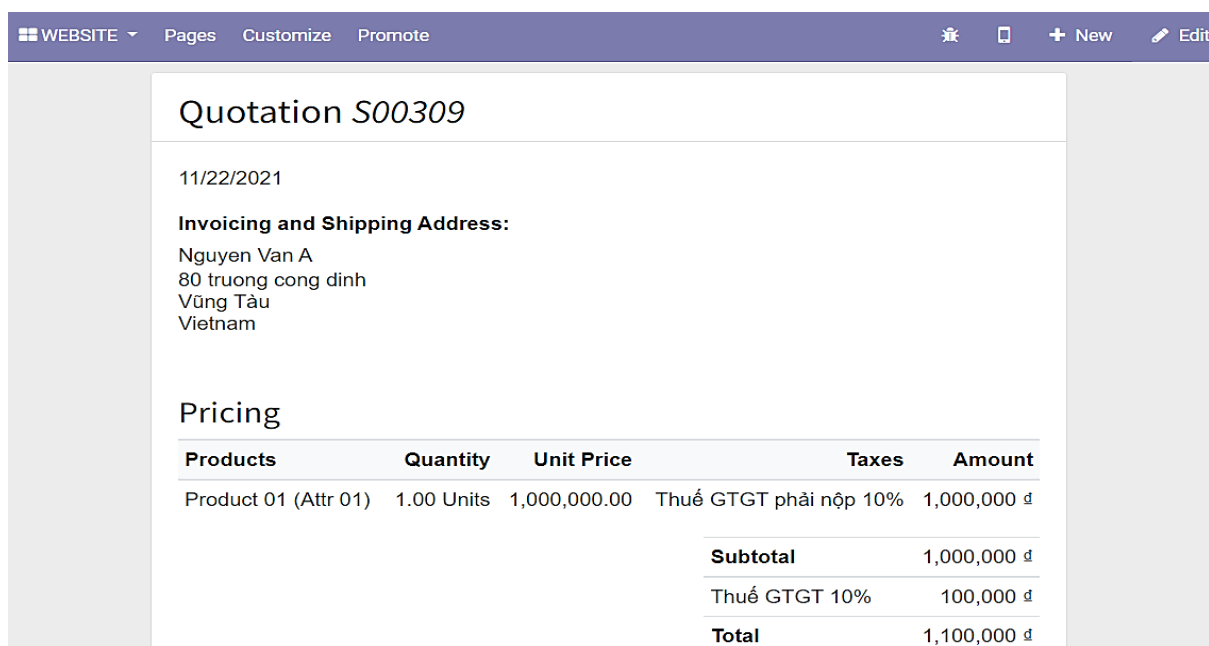 WEBSITE Pages Customize Promote New Edit
Quotation S00309
11/22/2021
Invoicing and Shipping Address:
Nguyen Van A
80 truong cong dinh
Vũng Tàu
Vietnam
Pricing
Products Quantity Unit Price Taxes Amount
Product 01 (Attr 01) 1.00 Units 1,000,000.00 Thuế GTGT phải nộp 10% 1,000,000 ₫
Subtotal 1,000,000 ₫
Thuế GTGT 10% 100,000 ₫
Total 1,100,000 ₫